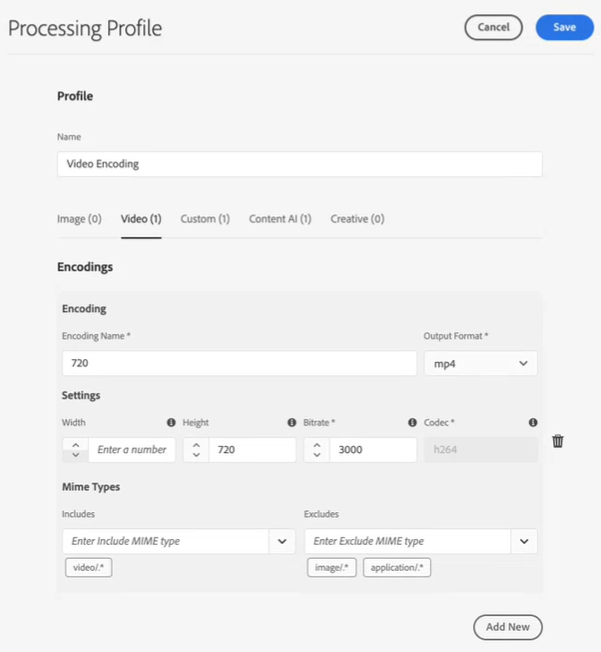 Processing Profile
Cancel
Save
Profile
Name
Video Encoding
Image (0) Video (1) Custom (1) Content AI (1) Creative (0)
Encodings
Encoding
Encoding Name * Output Format *
720 mp4
Settings
Width Height Bitrate * Codec *
Enter a number 720 3000 h264
Mime Types
Includes Excludes
Enter Include MIME type Enter Exclude MIME type
video/.* image/.* application/.*
Add New